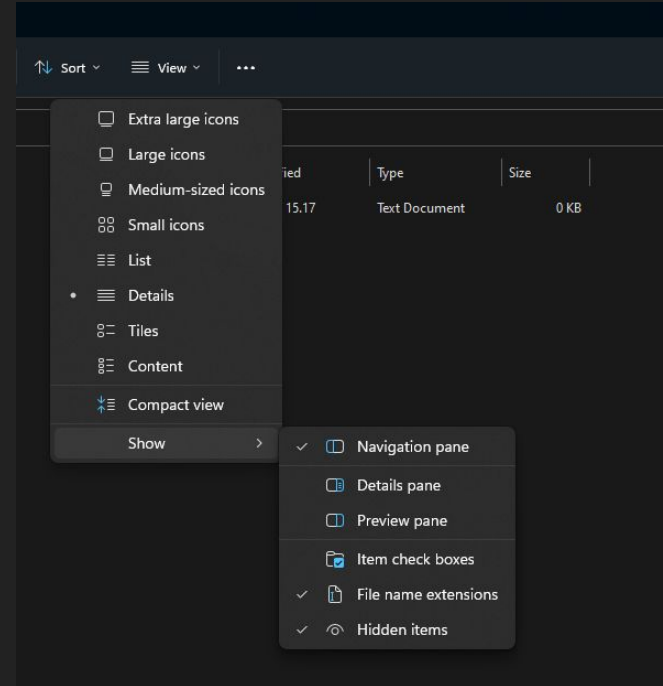 Sort
View
Extra large icons
Large icons
Medium-sized icons
Small icons
List
Details
Tiles
Content
Compact view
Show
Type
Size
15.17
Text Document
0 KB
Navigation pane
Details pane
Preview pane
Item check boxes
File name extensions
Hidden items